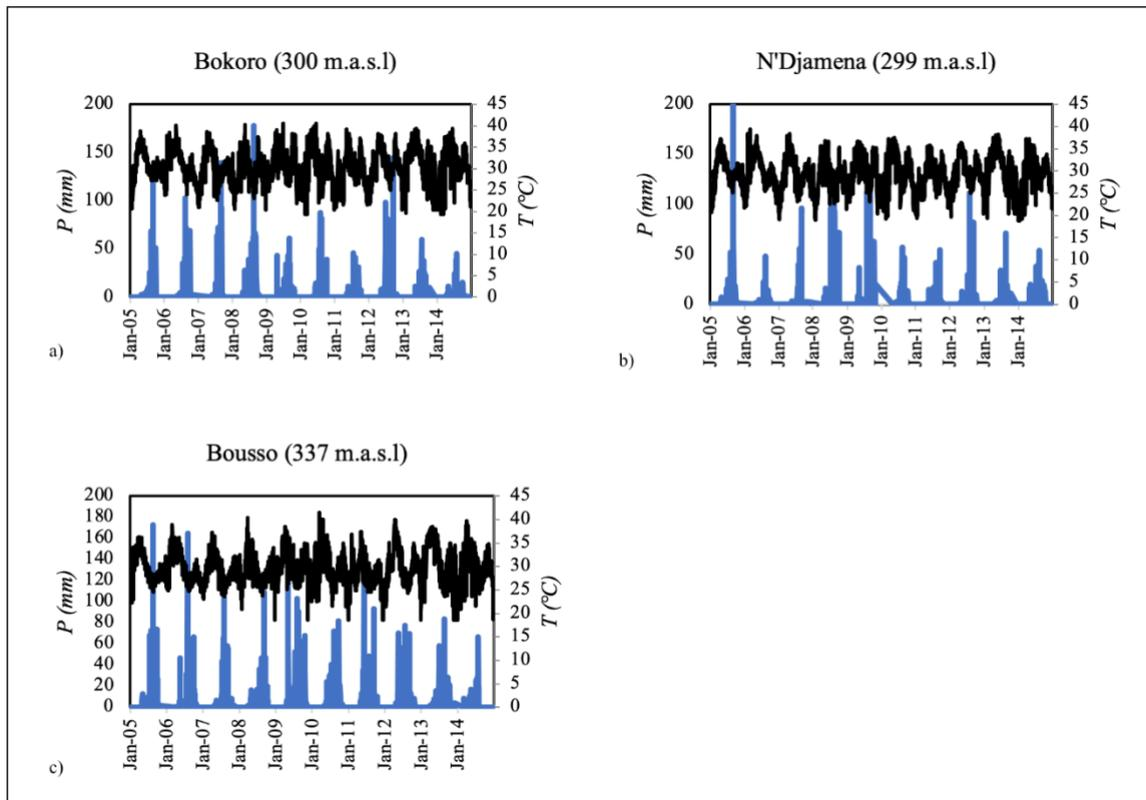 Bokoro (300 m.a.s.l)
200
150
100
50
0
P (mm)
45
40
35
30
25
20
15
10
5
0
T (°C)
Jan-05
Jan-06
Jan-07
Jan-08
Jan-09
Jan-10
Jan-11
Jan-12
Jan-13
Jan-14
a)
N'Djamena (299 m.a.s.l)
200
150
100
50
0
P (mm)
45
40
35
30
25
20
15
10
5
0
T (°C)
Jan-05
Jan-06
Jan-07
Jan-08
Jan-09
Jan-10
Jan-11
Jan-12
Jan-13
Jan-14
b)
Bousso (337 m.a.s.l)
200
180
160
140
120
100
80
60
40
20
0
P (mm)
45
40
35
30
25
20
15
10
5
0
T (°C)
Jan-05
Jan-06
Jan-07
Jan-08
Jan-09
Jan-10
Jan-11
Jan-12
Jan-13
Jan-14
c)